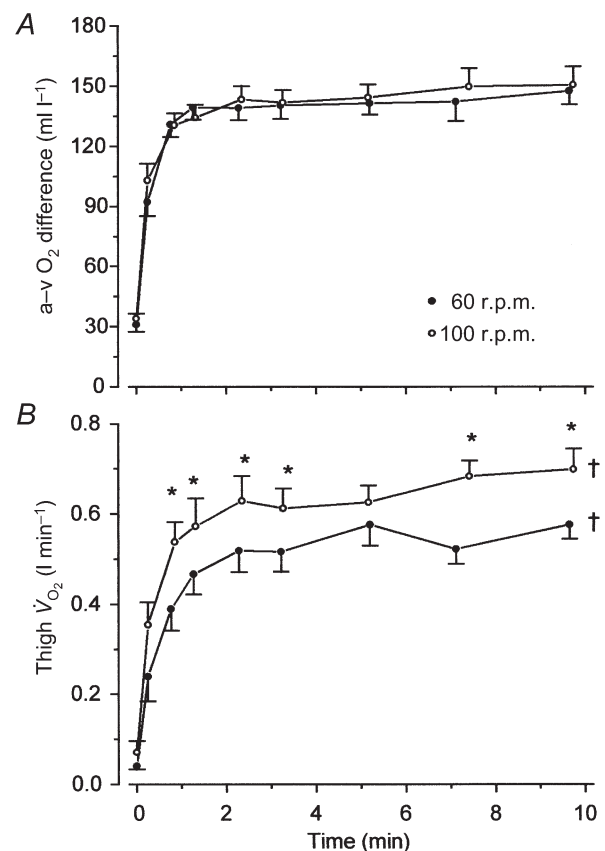 A
180
150
120
90
60
30
0
a–v O₂ difference (ml l⁻¹)
60 r.p.m.
100 r.p.m.
B
0.8
0.6
0.4
0.2
0.0
Thigh V̇O₂ (l min⁻¹)
* * * * * *
†
†
0 2 4 6 8 10
Time (min)